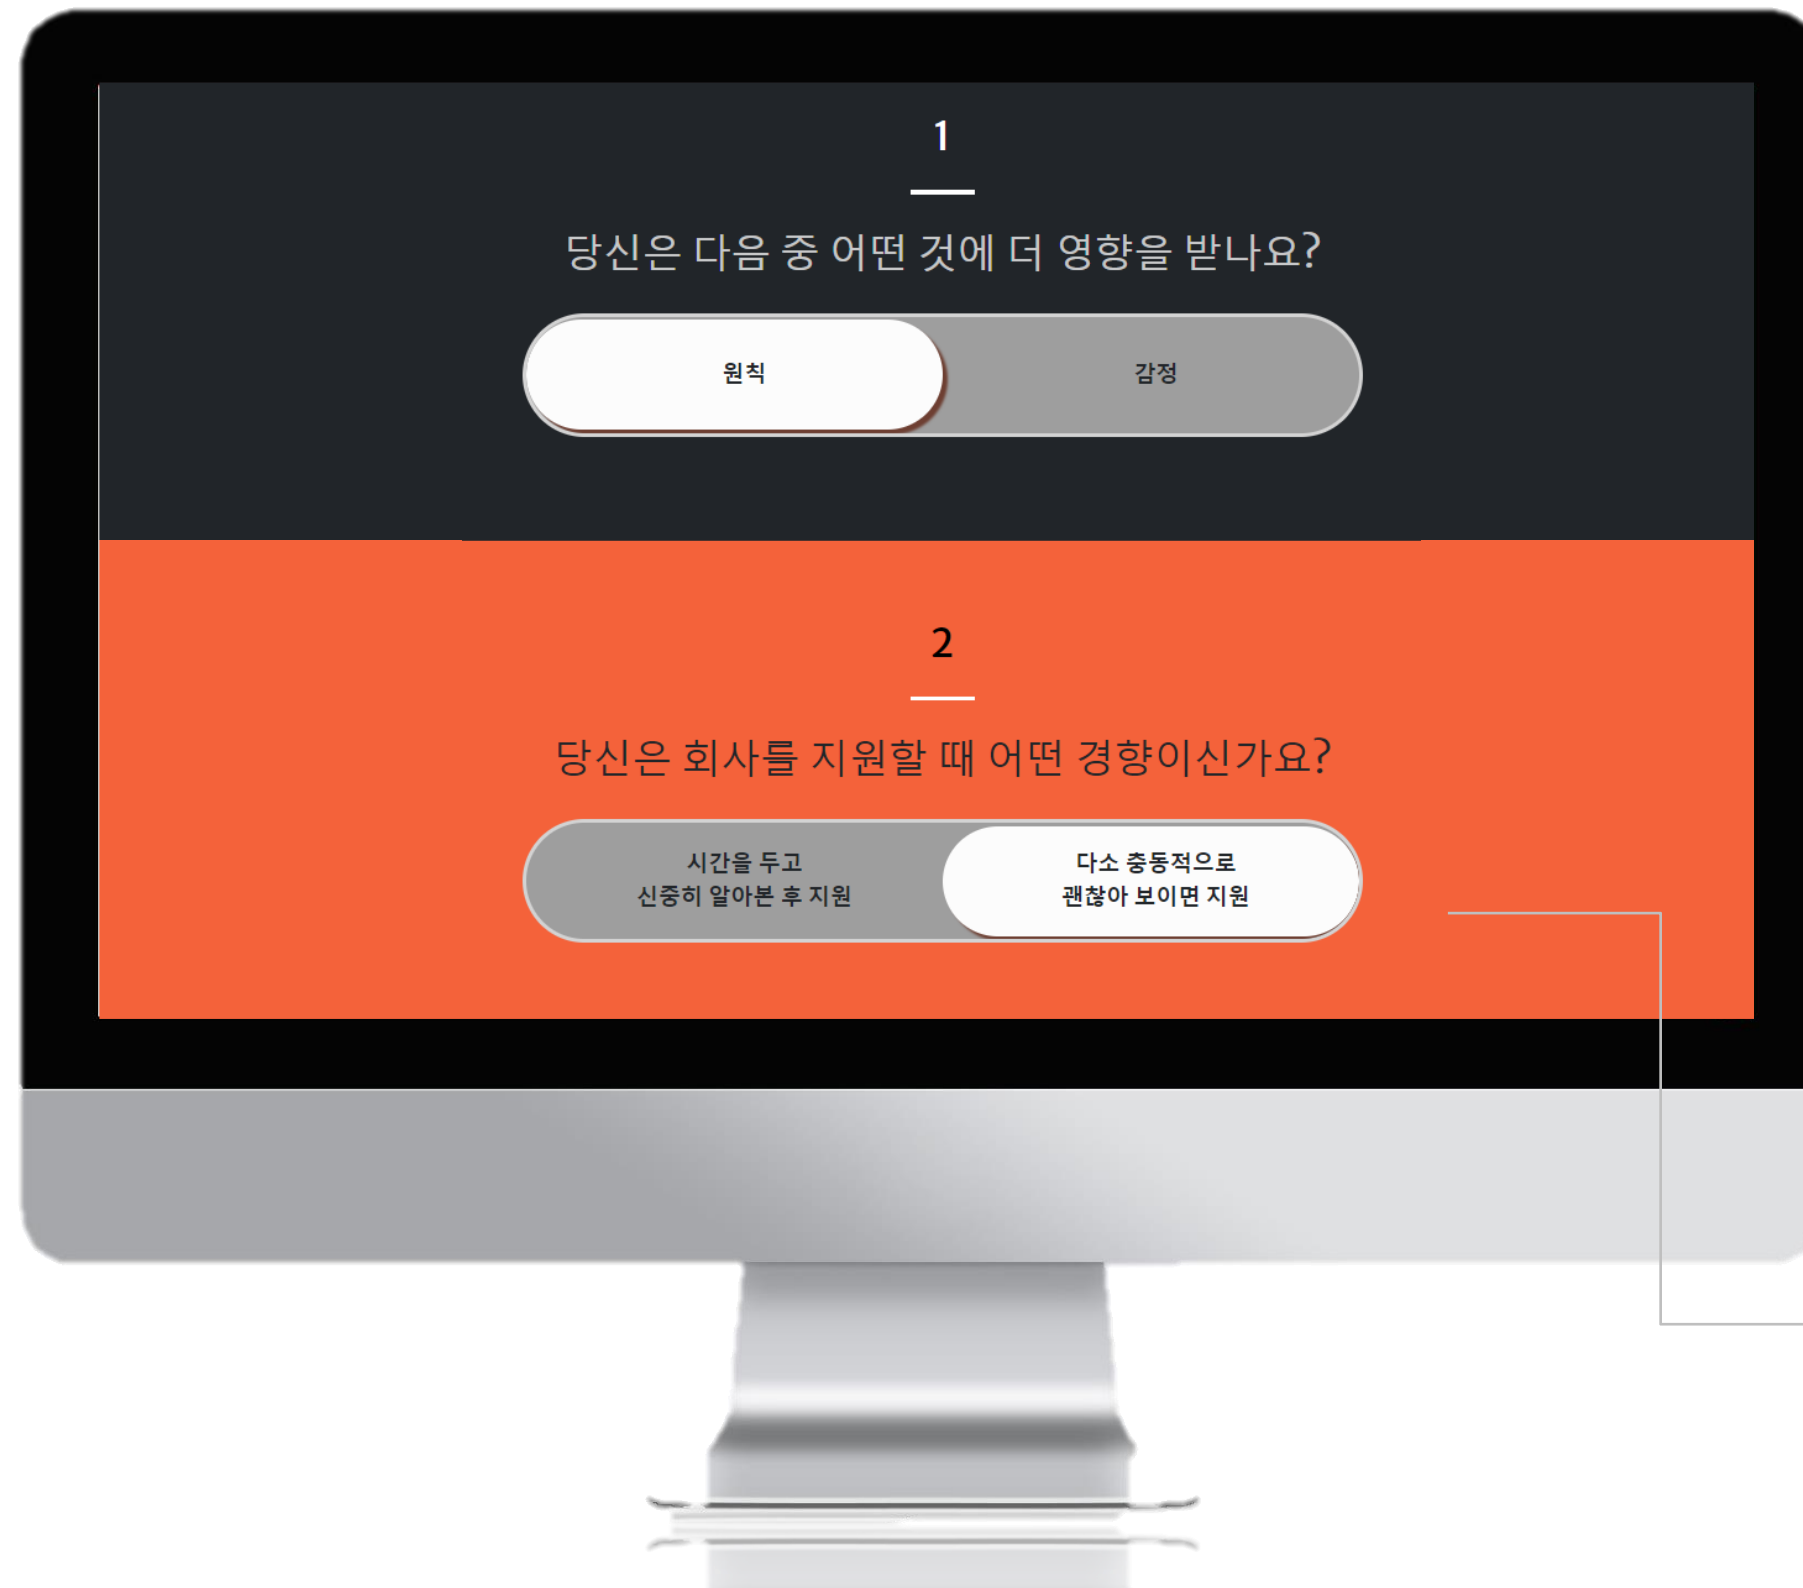 1
당신은 다음 중 어떤 것에 더 영향을 받나요?
원칙
감정
2
당신은 회사를 지원할 때 어떤 경향이신가요?
시간을 두고
신중히 알아본 후 지원
다소 충동적으로
괜찮아 보이면 지원